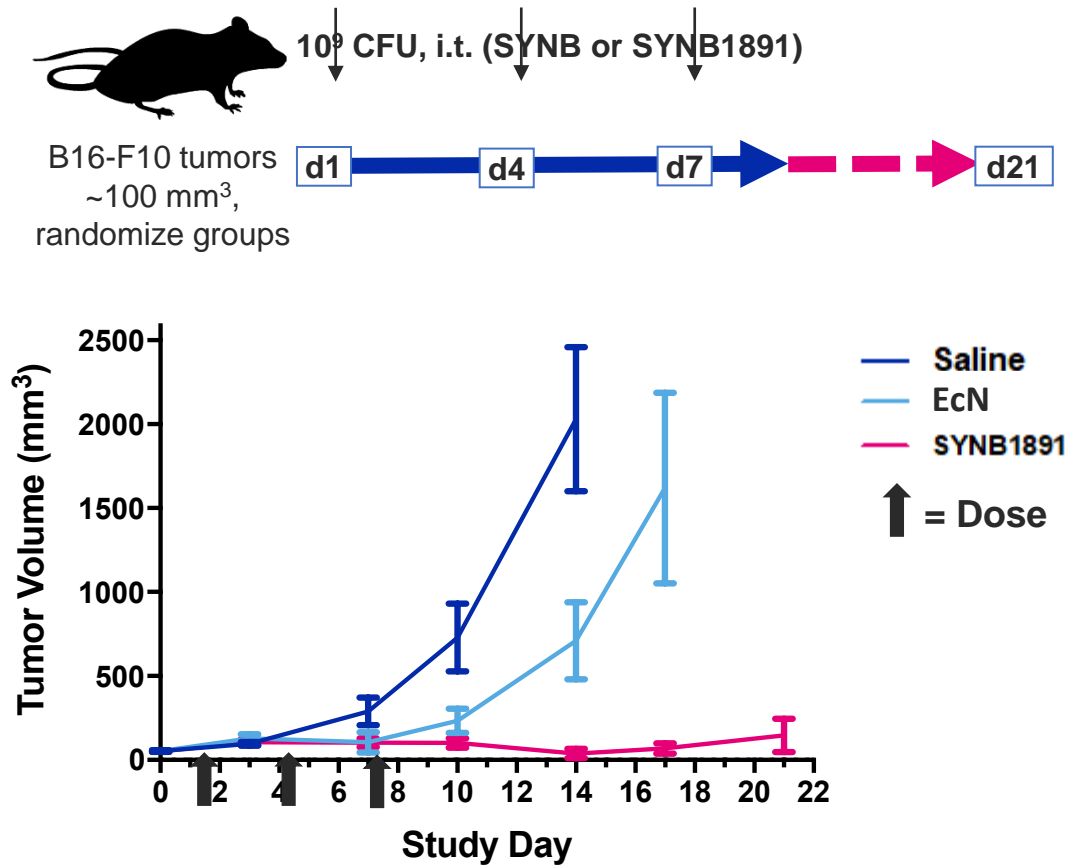 10⁹ CFU, i.t. (SYNB or SYNB1891)
B16-F10 tumors
~100 mm³,
randomize groups
d1
d4
d7
d21
Tumor Volume (mm³)
2500
2000
1500
1000
500
0
0 2 4 6 8 10 12 14 16 18 20 22
Study Day
Saline
EcN
SYNB1891
= Dose